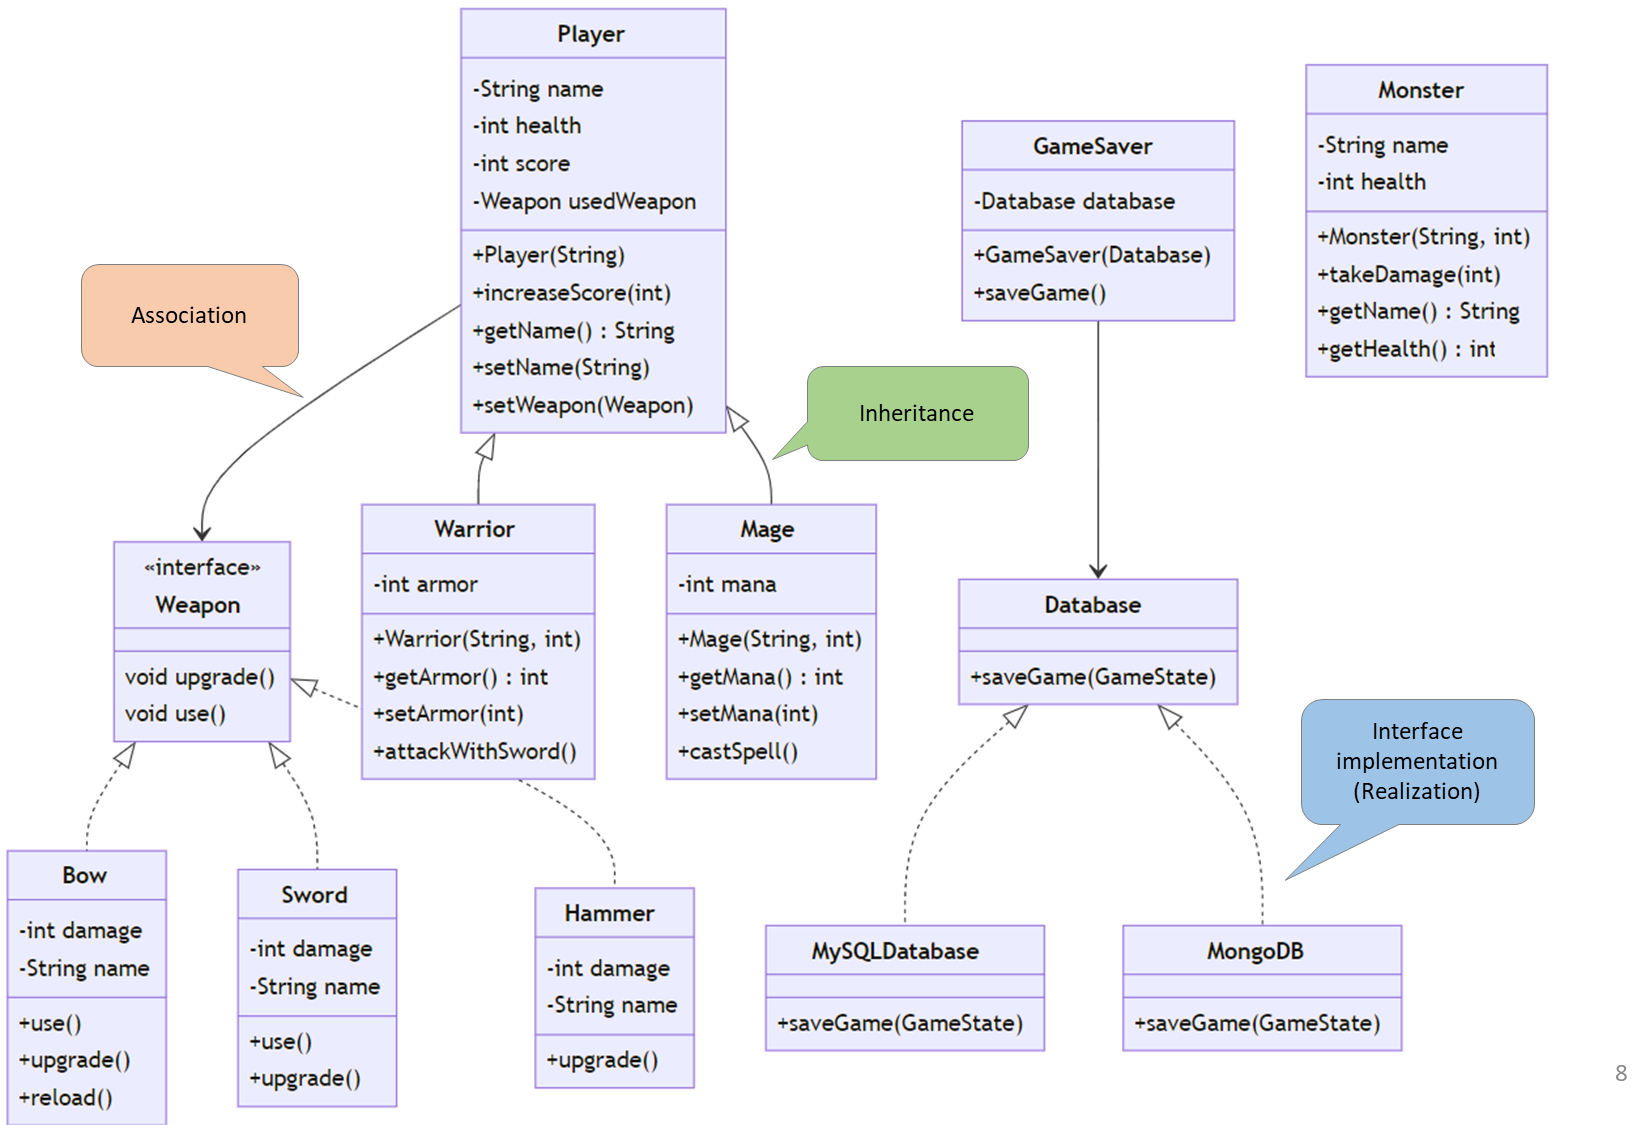 Player
-String name
-int health
-int score
-Weapon usedWeapon
+Player(String)
+increaseScore(int)
+getName() : String
+setName(String)
+setWeapon(Weapon)
GameSaver
-Database database
+GameSaver(Database)
+saveGame()
Monster
-String name
-int health
+Monster(String, int)
+takeDamage(int)
+getName() : String
+getHealth() : int
Association
Inheritance
«interface»
Weapon
void upgrade()
void use()
Warrior
-int armor
+Warrior(String, int)
+getArmor() : int
+setArmor(int)
+attackWithSword()
Mage
-int mana
+Mage(String, int)
+getMana() : int
+setMana(int)
+castSpell()
Database
+saveGame(GameState)
Interface
implementation
(Realization)
Bow
-int damage
-String name
+use()
+upgrade()
+reload()
Sword
-int damage
-String name
+use()
+upgrade()
Hammer
-int damage
-String name
+upgrade()
MySQLDatabase
+saveGame(GameState)
MongoDB
+saveGame(GameState)
8